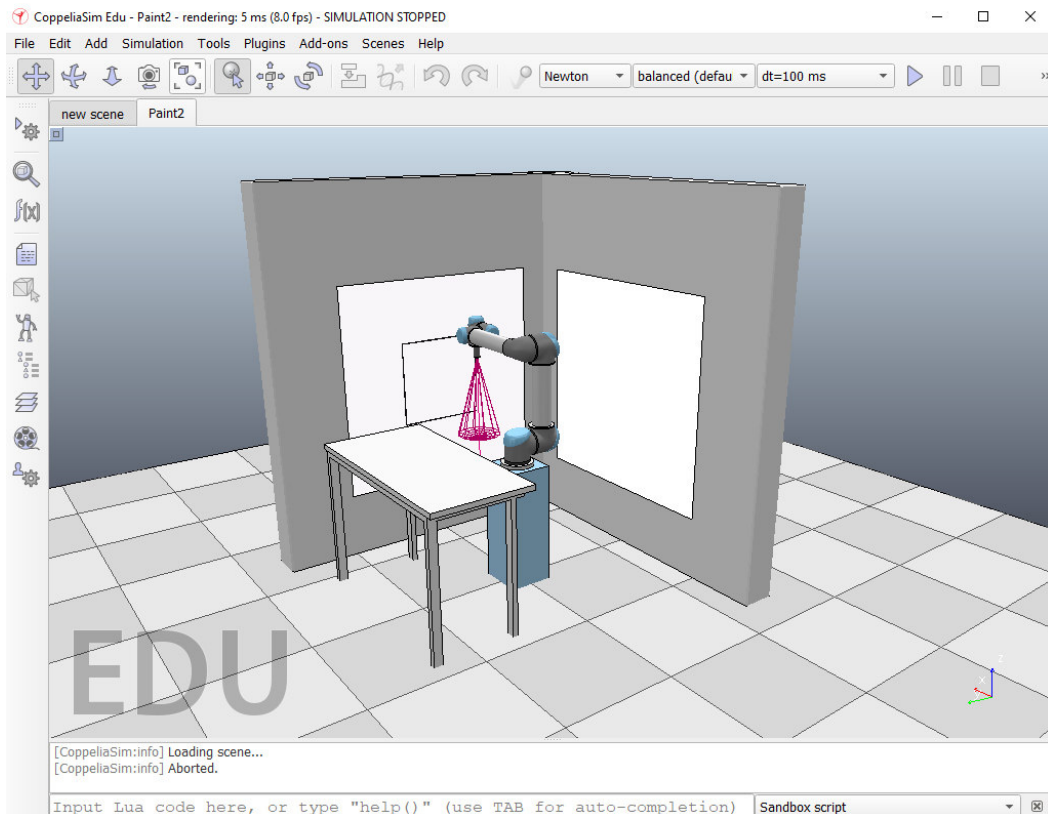 CoppeliaSim Edu - Paint2 - rendering: 5 ms (8.0 fps) - SIMULATION STOPPED
File Edit Add Simulation Tools Plugins Add-ons Scenes Help
Newton balanced (defau dt=100 ms
new scene Paint2
f(x)
EDU
z
x
[CoppeliaSim:info] Loading scene...
[CoppeliaSim:info] Aborted.
Input Lua code here, or type "help()" (use TAB for auto-completion) Sandbox script